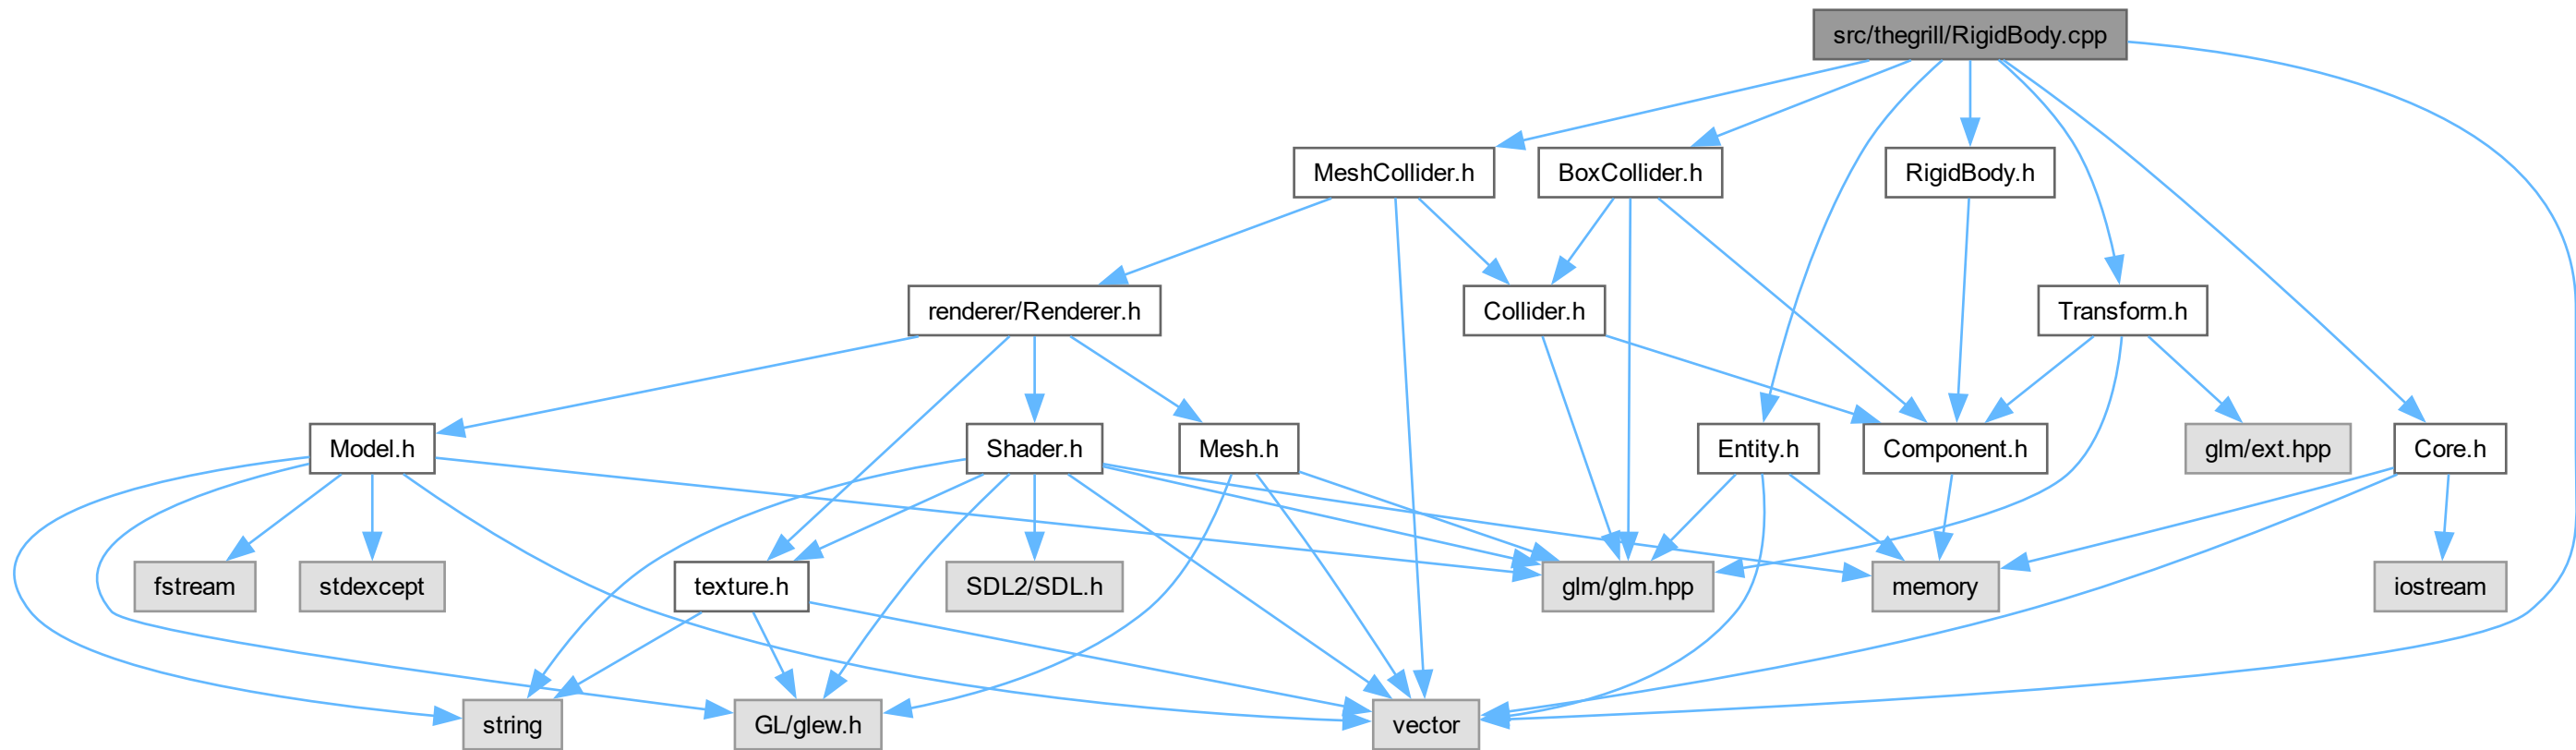 src/thegrill/RigidBody.cpp
MeshCollider.h
BoxCollider.h
RigidBody.h
renderer/Renderer.h
Collider.h
Transform.h
Model.h
Shader.h
Mesh.h
Entity.h
Component.h
glm/ext.hpp
Core.h
fstream
stdexcept
texture.h
SDL2/SDL.h
glm/glm.hpp
memory
iostream
string
GL/glew.h
vector